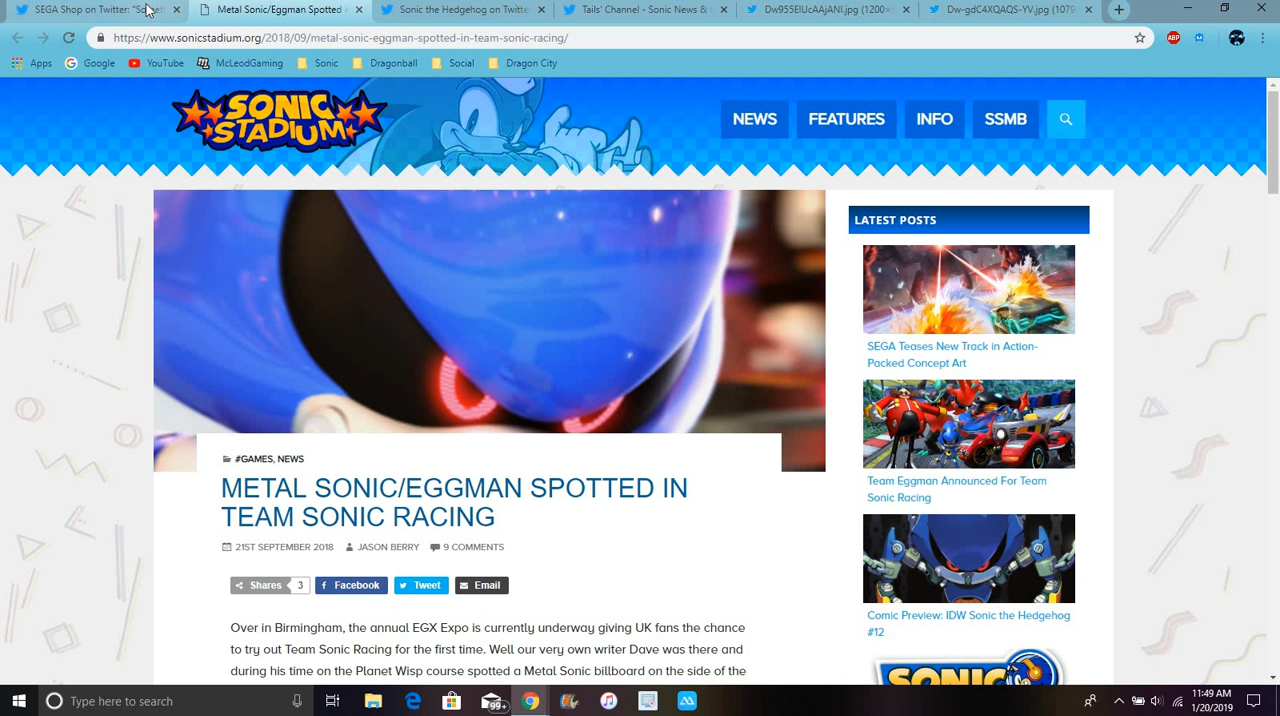 SEGA Shop on Twitter: "So
Metal Sonic/Eggman Spotted i
Sonic the Hedgehog on Twitte
Tails' Channel - Sonic News &
Dw955ElUcAAjANI.jpg (1200×
Dw-gdC4XQAQS-YV.jpg (1079
https://www.sonicstadium.org/2018/09/metal-sonic-eggman-spotted-in-team-sonic-racing/
ABP
Apps
Google
YouTube
McLeodGaming
Sonic
Dragonball
Social
Dragon City
SONIC
STADIUM
NEWS
FEATURES
INFO
SSMB
LATEST POSTS
SEGA Teases New Track in Action-
Packed Concept Art
Team Eggman Announced For Team
Sonic Racing
Comic Preview: IDW Sonic the Hedgehog
#12
SONIC
#GAMES, NEWS
METAL SONIC/EGGMAN SPOTTED IN
TEAM SONIC RACING
21ST SEPTEMBER 2018 JASON BERRY 9 COMMENTS
Shares 3 Facebook Tweet Email
Over in Birmingham, the annual EGX Expo is currently underway giving UK fans the chance
to try out Team Sonic Racing for the first time. Well our very own writer Dave was there and
during his time on the Planet Wisp course spotted a Metal Sonic billboard on the side of the
Type here to search
99+
11:49 AM
1/20/2019